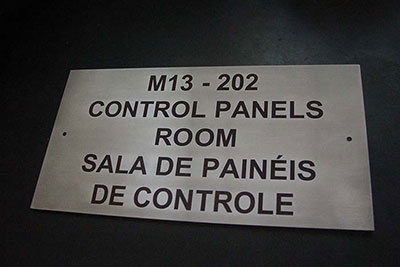 M13 - 202
CONTROL PANELS
ROOM
SALA DE PAINÉIS
DE CONTROLE